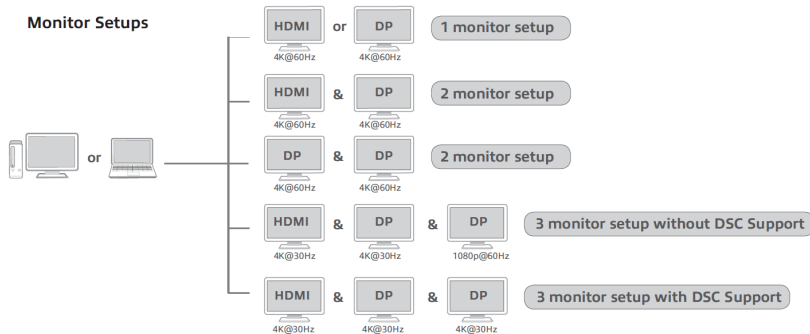 Monitor Setups
HDMI or DP 1 monitor setup
4K@60Hz 4K@60Hz
HDMI & DP 2 monitor setup
4K@60Hz 4K@60Hz
or
DP & DP 2 monitor setup
4K@60Hz 4K@60Hz
HDMI & DP & DP 3 monitor setup without DSC Support
4K@30Hz 4K@30Hz 1080p@60Hz
HDMI & DP & DP 3 monitor setup with DSC Support
4K@30Hz 4K@30Hz 4K@30Hz